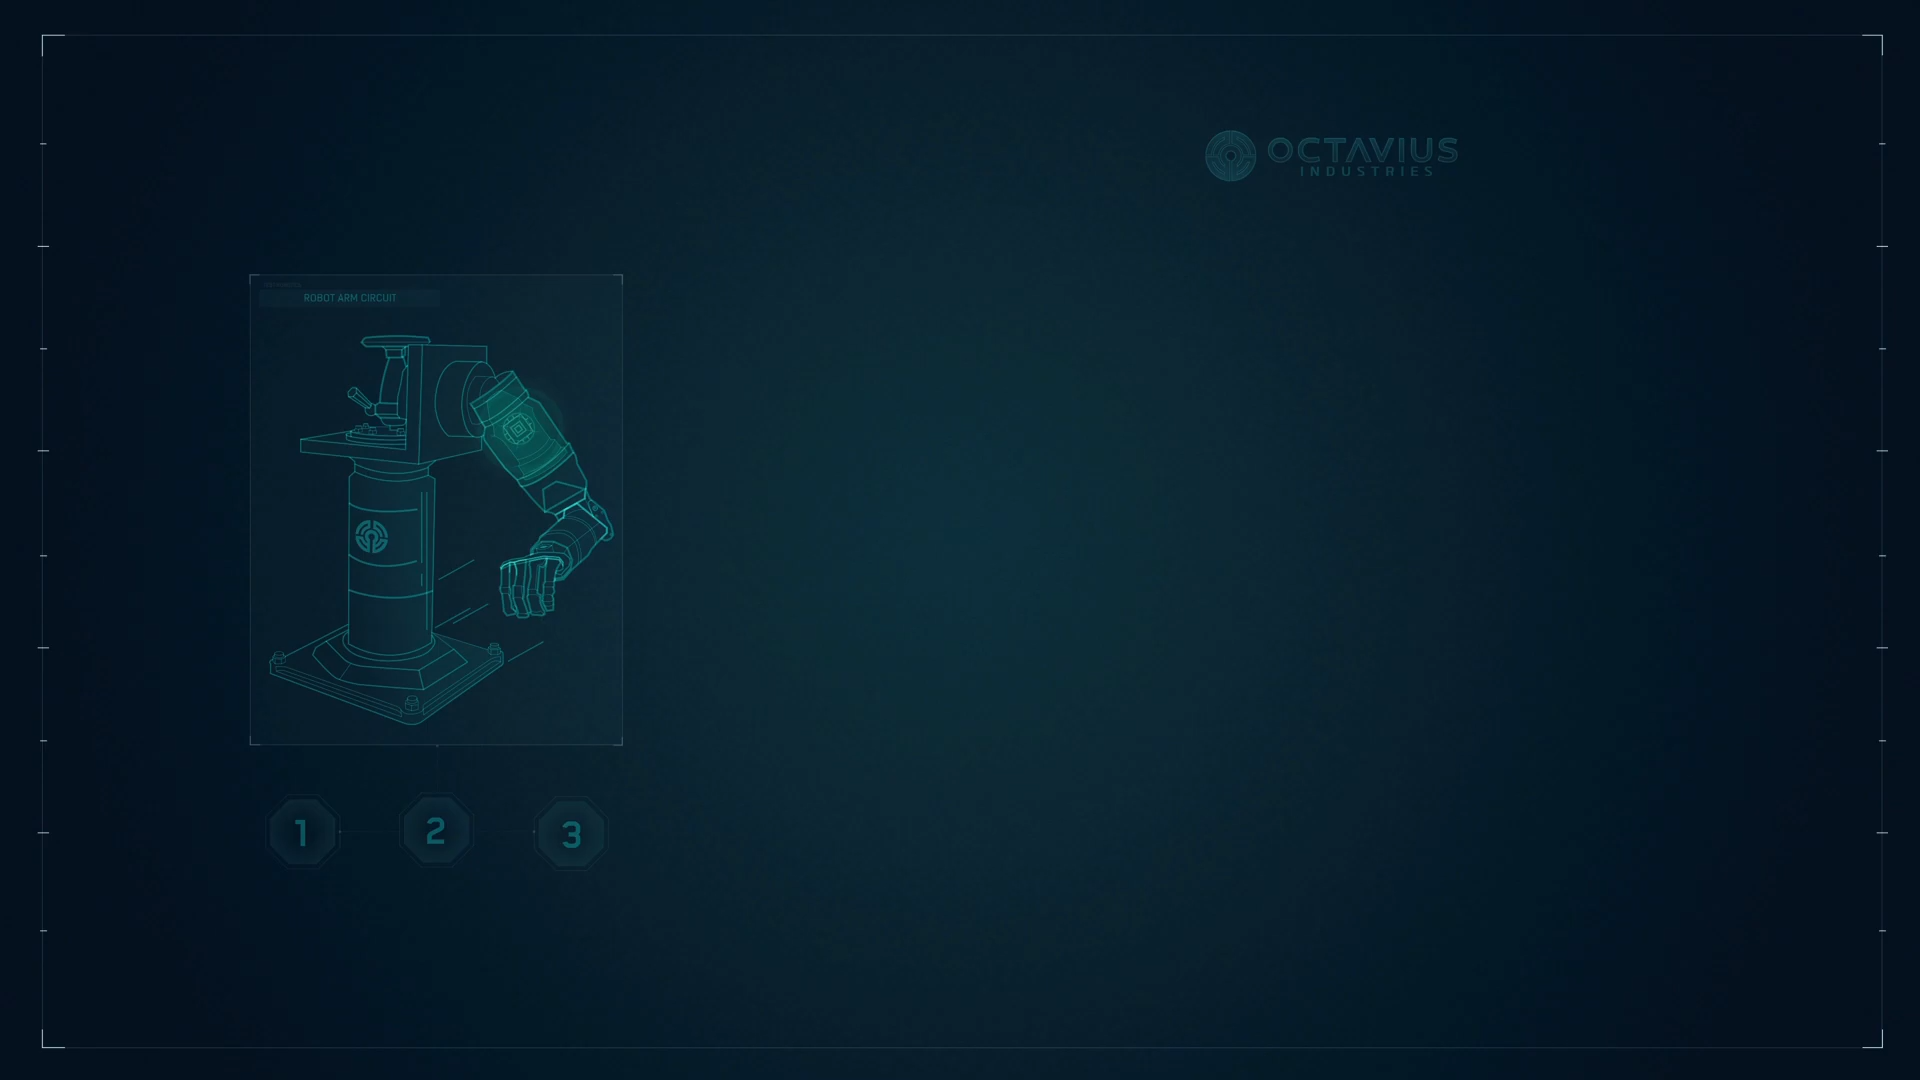 OCTAVIUS
INDUSTRIES
ROBOT ARM CIRCUIT
1
2
3